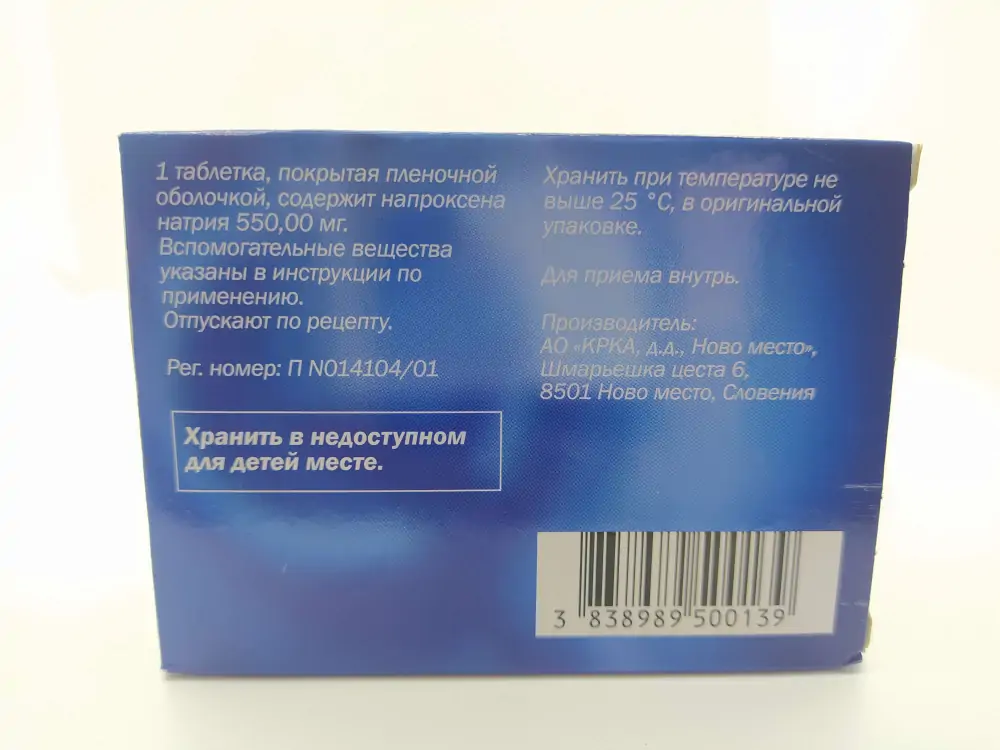 1 таблетка, покрытая пленочной
оболочкой, содержит напроксена
натрия 550,00 мг.
Вспомогательные вещества
указаны в инструкции по
применению.
Отпускают по рецепту.
Рег. номер: П N014104/01
Хранить в недоступном
для детей месте.
Хранить при температуре не
выше 25 °C, в оригинальной
упаковке.
Для приема внутрь.
Производитель:
АО «КРКА, д.д., Ново место»,
Шмарьешка цеста 6,
8501 Ново место, Словения
3 838989 500139